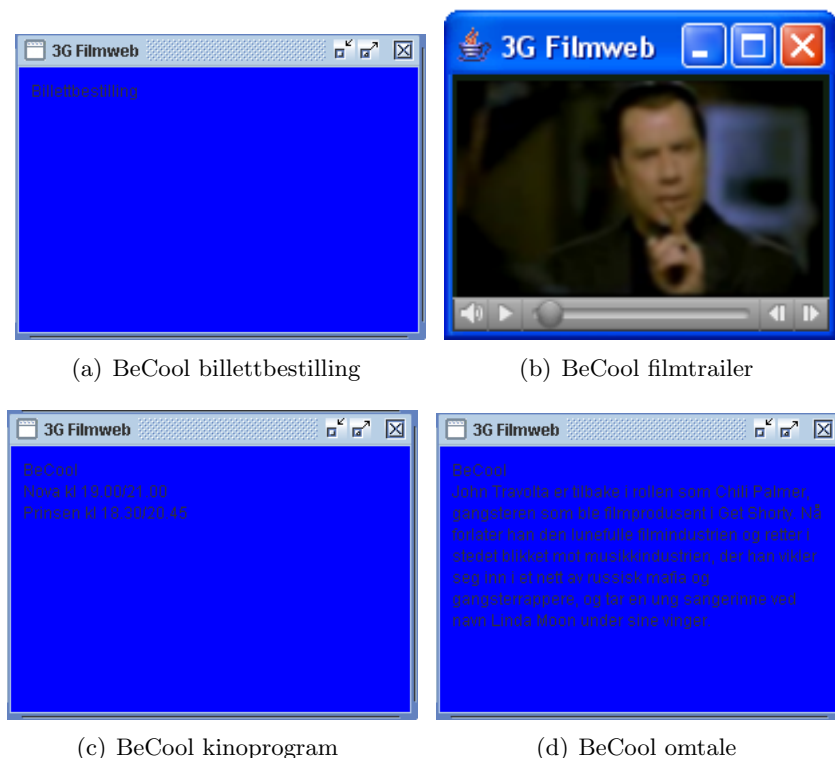 3G Filmweb
Billettbestilling
3G Filmweb
(a) BeCool billettbestilling
(b) BeCool filmtrailer
3G Filmweb
BeCool
Nova kl 19.00/21.00
Prinsen kl 18.30/20.45
3G Filmweb
BeCool
John Travolta er tilbake i rollen som Chili Palmer,
gangsteren som ble filmprodusent i Get Shorty. Nå
forlater han den lunefulle filmindustrien og retter i
stedet blikket mot musikkindustrien, der han vikler
seg inn i et nett av russisk mafia og
gangsterrappere, og tar en ung sangerinne ved
navn Linda Moon under sine vinger.
(c) BeCool kinoprogram
(d) BeCool omtale